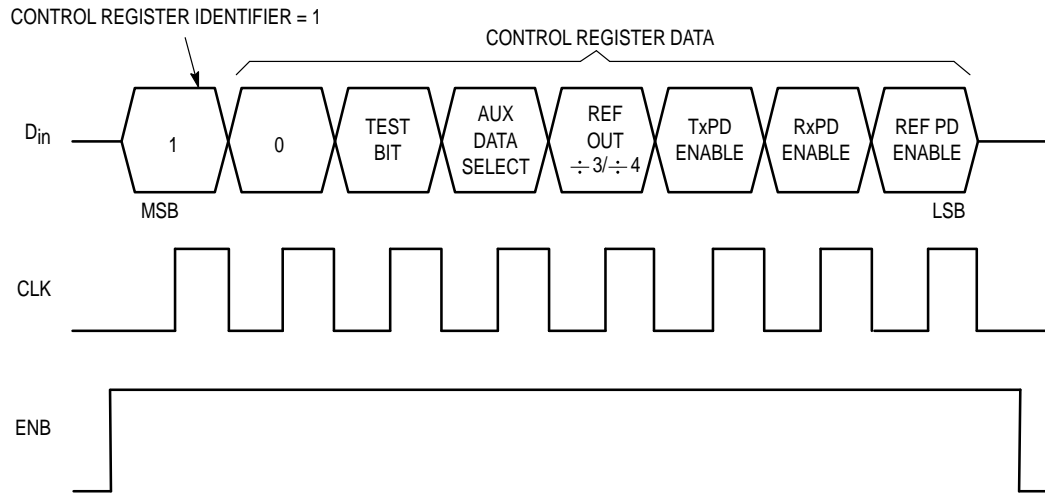 CONTROL REGISTER IDENTIFIER = 1
CONTROL REGISTER DATA
Din
1
0
TEST
BIT
AUX
DATA
SELECT
REF
OUT
÷3/÷4
TxPD
ENABLE
RxPD
ENABLE
REF PD
ENABLE
MSB
LSB
CLK
ENB